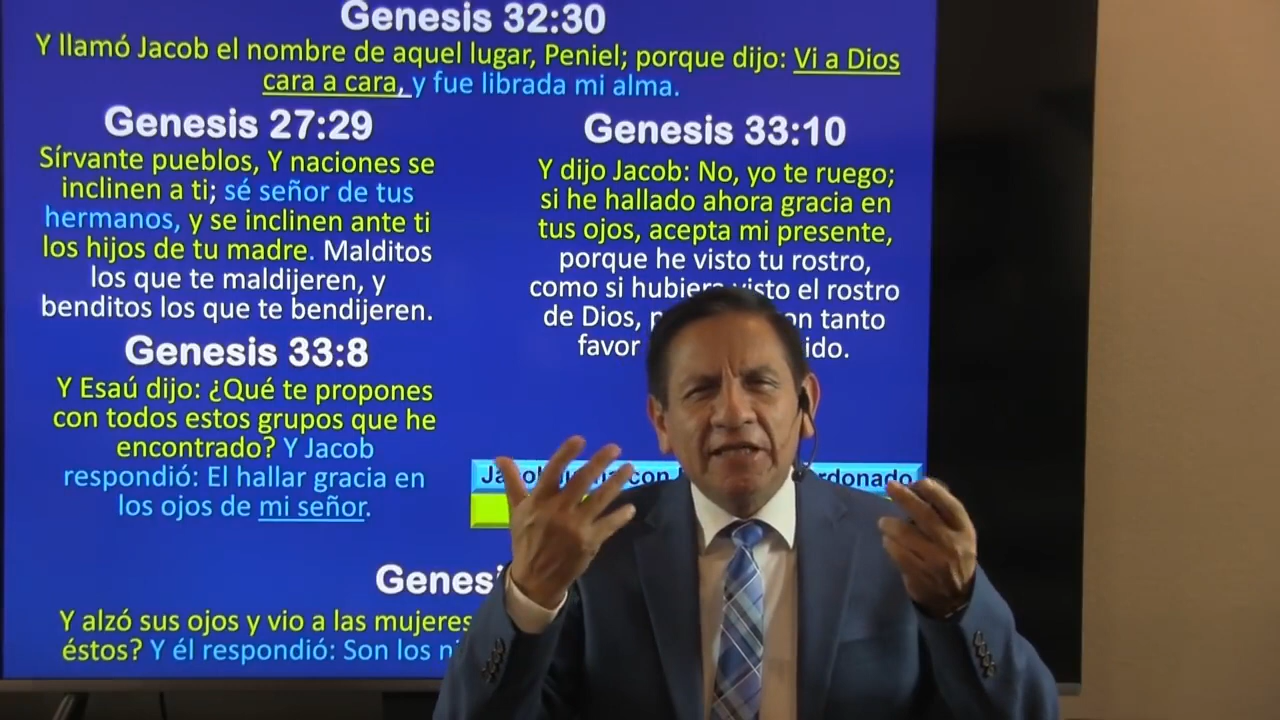 Genesis 32:30
Y llamó Jacob el nombre de aquel lugar, Peniel; porque dijo: Vi a Dios
cara a cara, y fue librada mi alma.
Genesis 27:29
Sírvante pueblos, Y naciones se
inclinen a ti; sé señor de tus
hermanos, y se inclinen ante ti
los hijos de tu madre. Malditos
los que te maldijeren, y
benditos los que te bendijeren.
Genesis 33:8
Y Esaú dijo: ¿Qué te propones
con todos estos grupos que he
encontrado? Y Jacob
respondió: El hallar gracia en
los ojos de mi señor.
Genesis 33:10
Y dijo Jacob: No, yo te ruego;
si he hallado ahora gracia en
tus ojos, acepta mi presente,
porque he visto tu rostro,
como si hubiera visto el rostro
de Dios, tanto
favor
con
Y alzó sus ojos y vio a las mujeres
éstos? Y él respondió: Son los